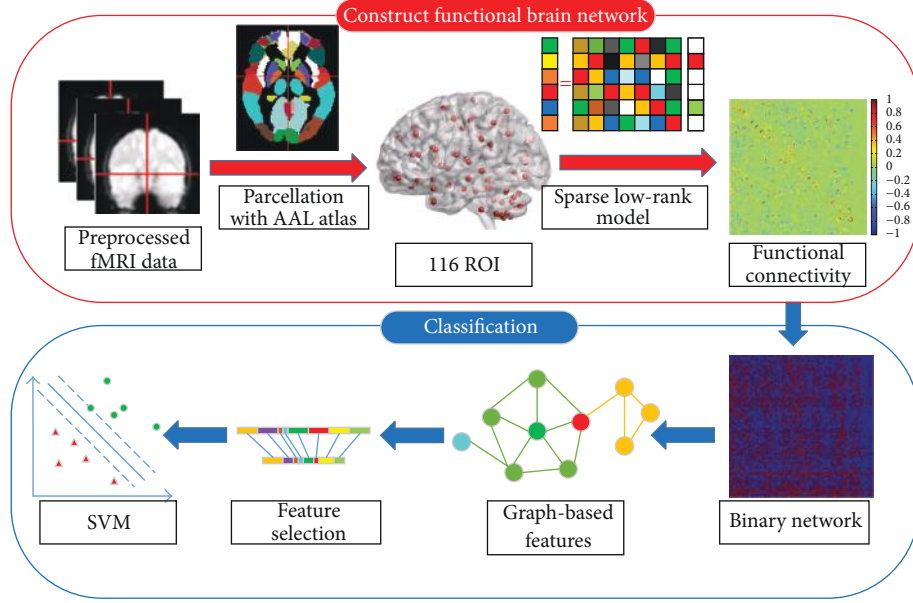 Construct functional brain network
Preprocessed
fMRI data
Parcellation
with AAL atlas
116 ROI
=
Sparse low-rank
model
1
0.8
0.6
0.4
0.2
0
−0.2
−0.4
−0.6
−0.8
−1
Functional
connectivity
Classification
SVM
Feature
selection
Graph-based
features
Binary network